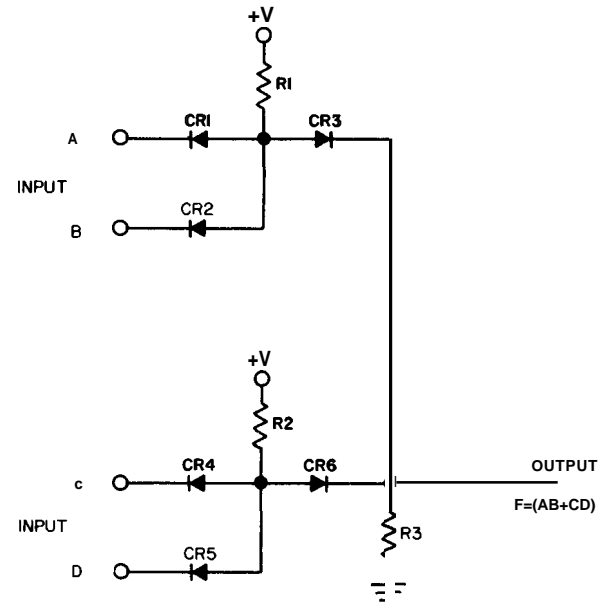 +V
R1
CR1
CR3
A
INPUT
CR2
B
+V
R2
CR4
CR6
OUTPUT
c
F=(AB+CD)
INPUT
R3
CR5
D